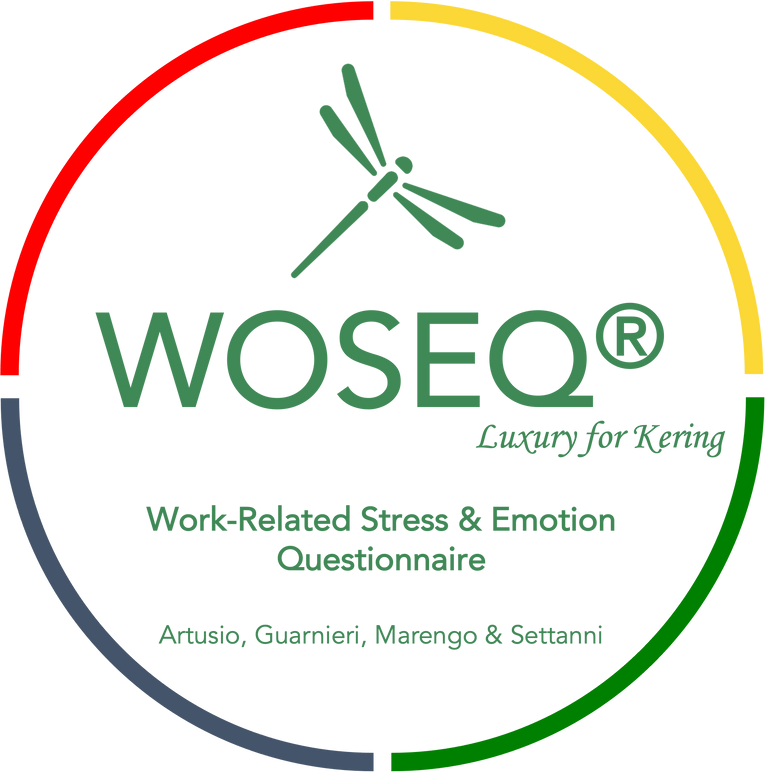 WOSEQ®
Luxury for Kering
Work-Related Stress & Emotion
Questionnaire
Artusio, Guarnieri, Marengo & Settanni